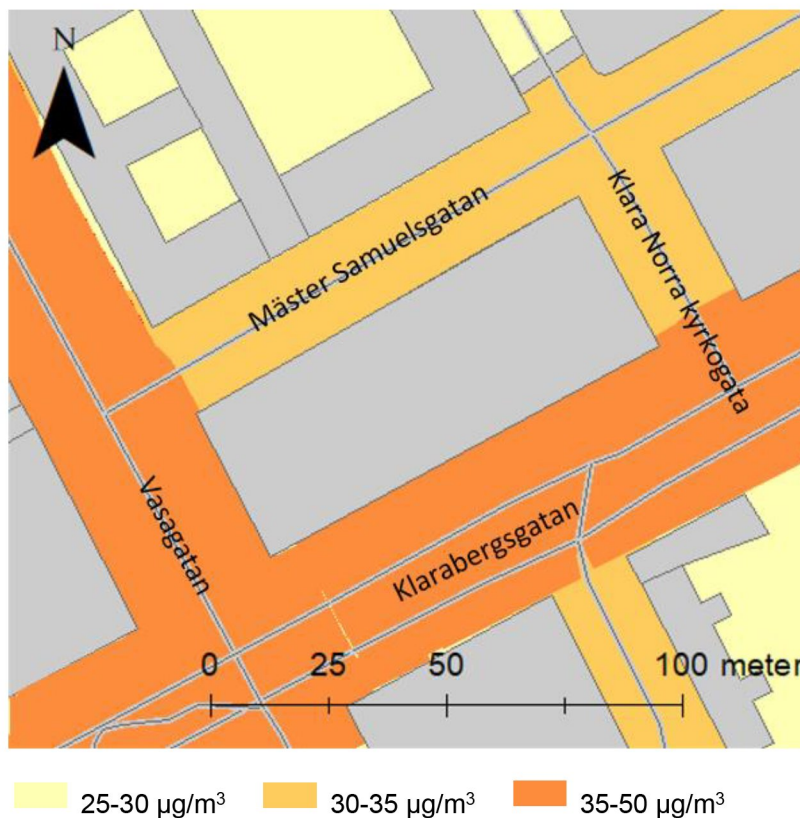 N
Mäster Samuelsgatan
Klara Norra kyrkogata
Vasagatan
Klarabergsgatan
0 25 50 100 meter
25-30 µg/m³
30-35 µg/m³
35-50 µg/m³